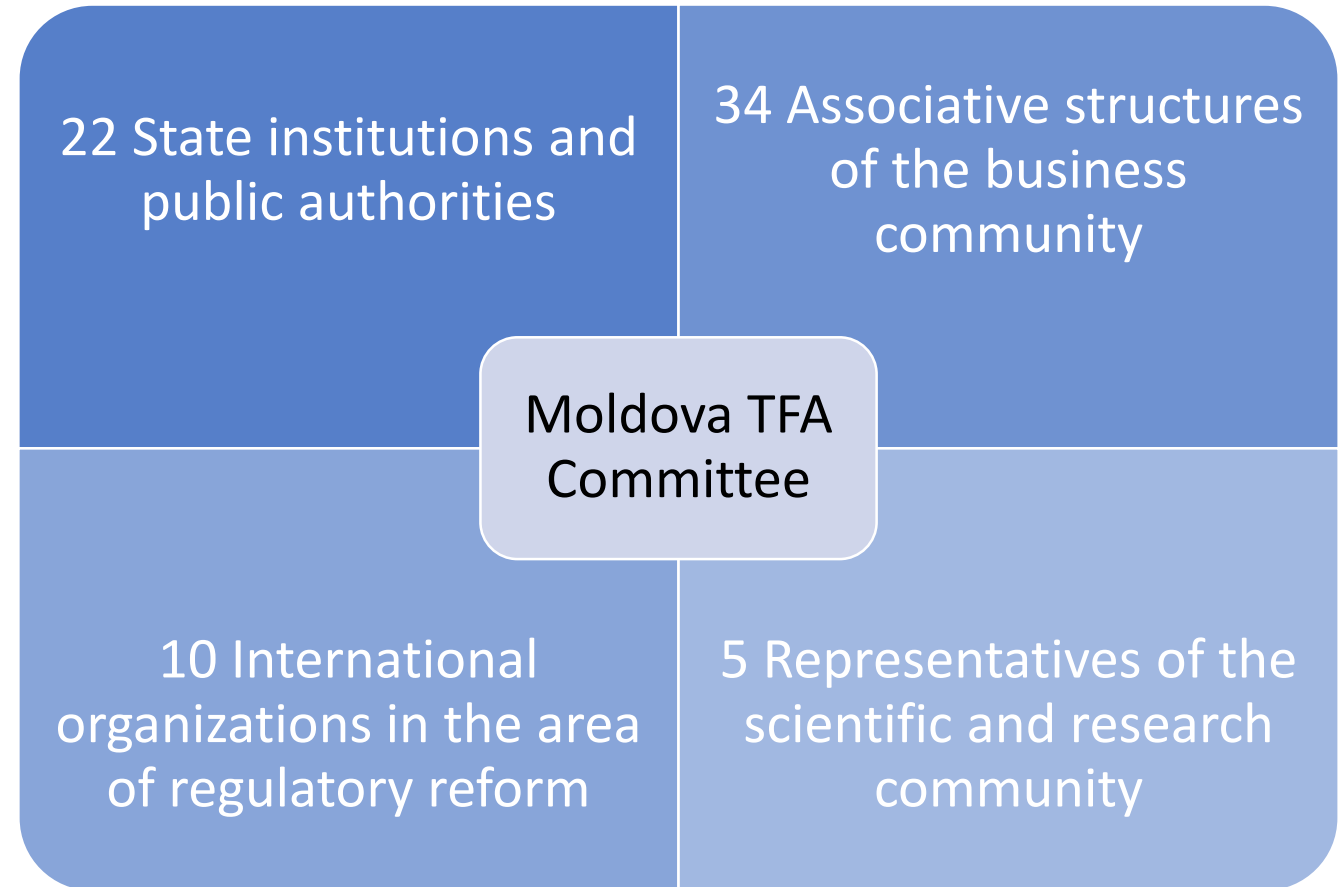 22 State institutions and
public authorities
34 Associative structures
of the business
community
Moldova TFA
Committee
10 International
organizations in the area
of regulatory reform
5 Representatives of the
scientific and research
community